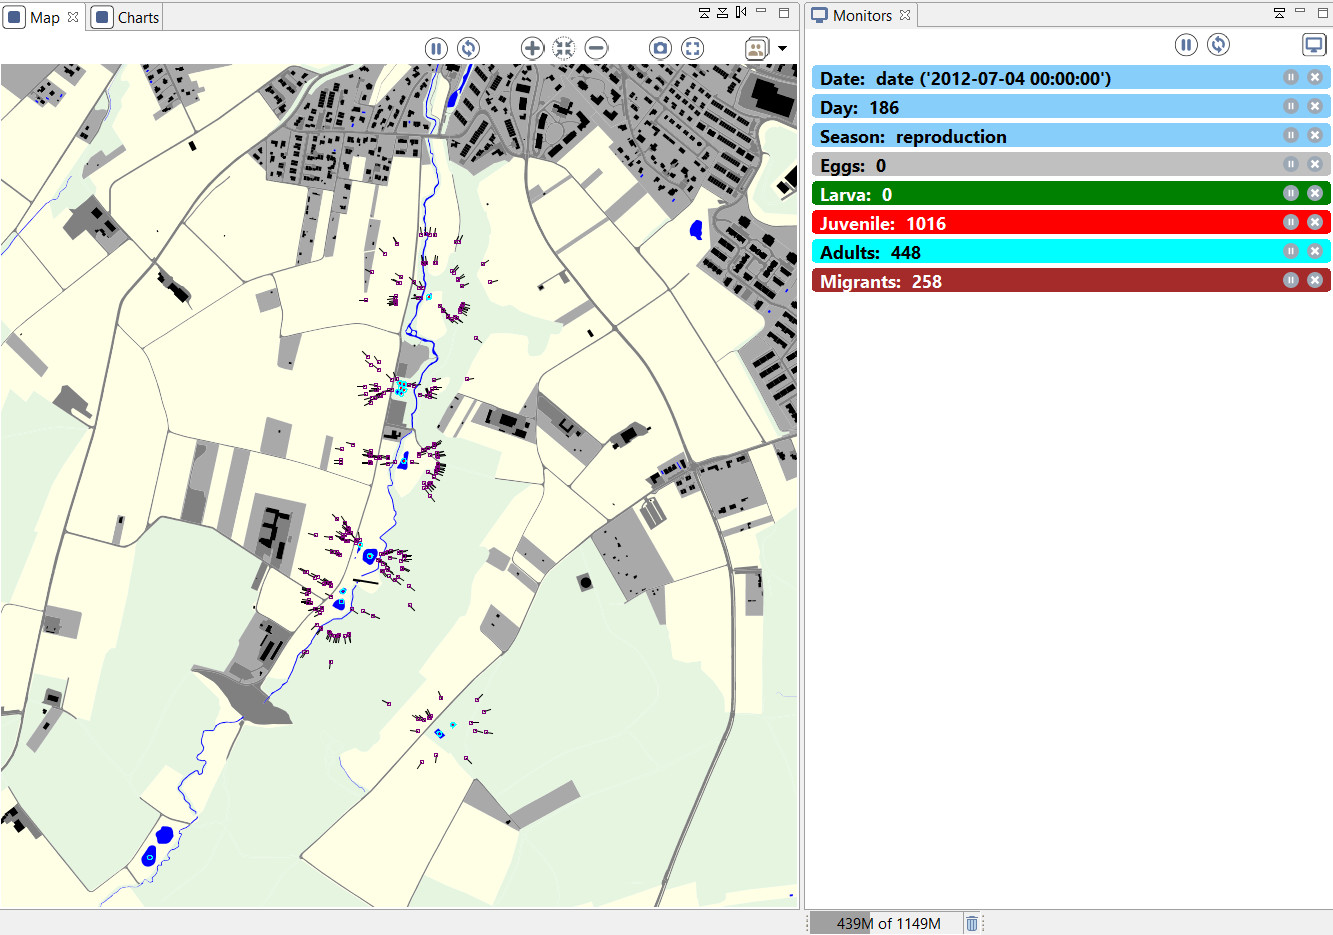 Map
Charts
Monitors
Date: date ('2012-07-04 00:00:00')
Day: 186
Season: reproduction
Eggs: 0
Larva: 0
Juvenile: 1016
Adults: 448
Migrants: 258
439M of 1149M